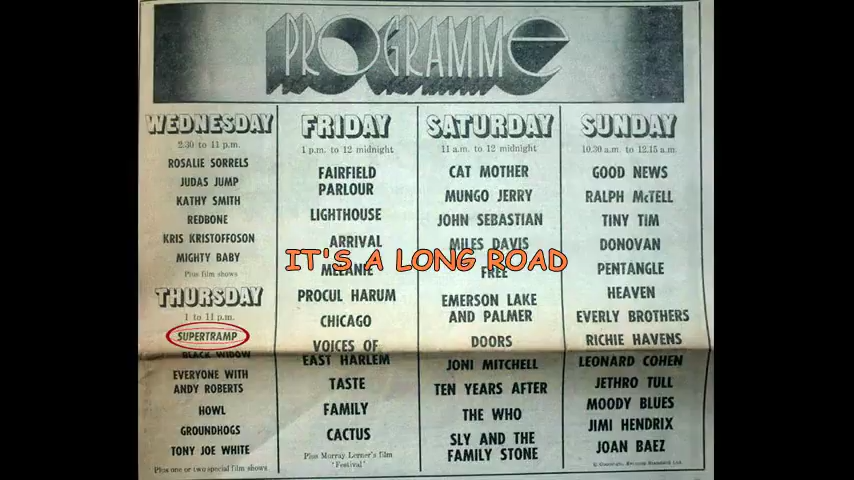 PROGRAMME
WEDNESDAY
2.30 to 11 p.m.
ROSALIE SORRELS
JUDAS JUMP
KATHY SMITH
REDBONE
KRIS KRISTOFFOSON
MIGHTY BABY
Plus film shows
THURSDAY
1 to 11 p.m.
SUPERTRAMP
BLACK WIDOW
EVERYONE WITH
ANDY ROBERTS
HOWL
GROUNDHOGS
TONY JOE WHITE
Plus one or two special film shows
FRIDAY
1 p.m. to 12 midnight
FAIRFIELD
PARLOUR
LIGHTHOUSE
ARRIVAL
MELANIE
PROCUL HARUM
CHICAGO
VOICES OF
EAST HARLEM
TASTE
FAMILY
CACTUS
Plus Murray Lerner's film
"Festival"
SATURDAY
11 a.m. to 12 midnight
CAT MOTHER
MUNGO JERRY
JOHN SEBASTIAN
MILES DAVIS
FREE
EMERSON LAKE
AND PALMER
DOORS
JONI MITCHELL
TEN YEARS AFTER
THE WHO
SLY AND THE
FAMILY STONE
SUNDAY
10.30 a.m. to 12.15 a.m.
GOOD NEWS
RALPH McTELL
TINY TIM
DONOVAN
PENTANGLE
HEAVEN
EVERLY BROTHERS
RICHIE HAVENS
LEONARD COHEN
JETHRO TULL
MOODY BLUES
JIMI HENDRIX
JOAN BAEZ
© Copyright, Evening Standard Ltd.
IT'S A LONG ROAD